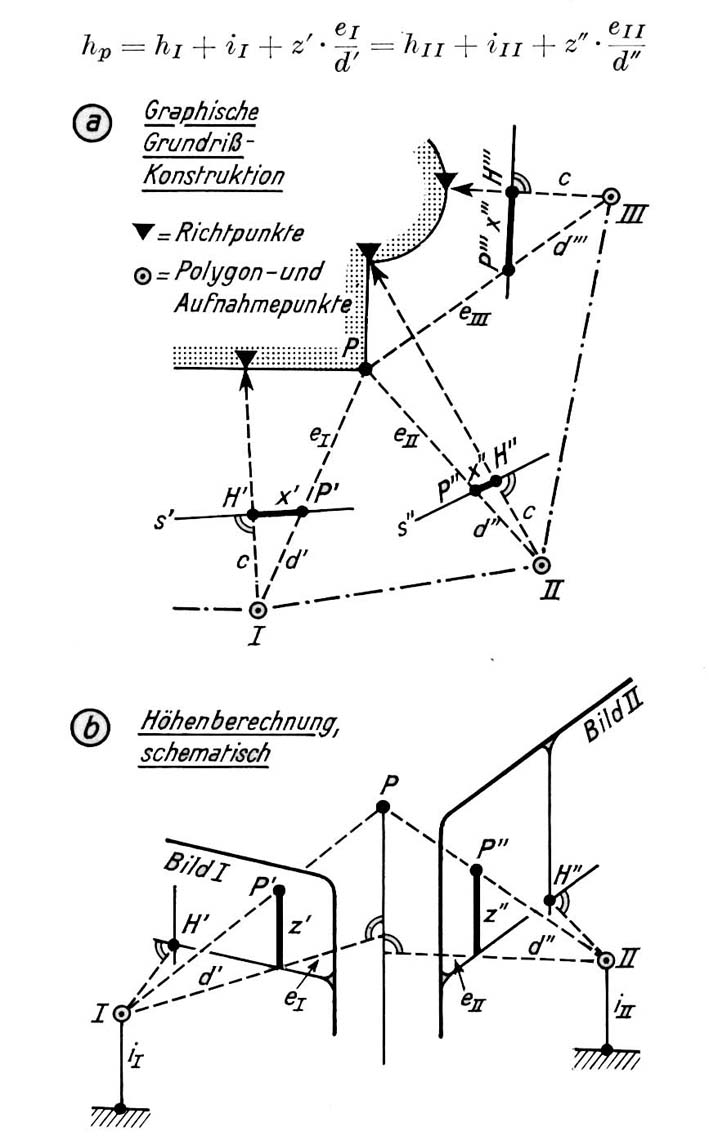 h_p = h_I + i_I + z′ · e_I/d′ = h_II + i_II + z″ · e_II/d″
a
Graphische
Grundriß-
Konstruktion
▼ = Richtpunkte
⊙ = Polygon- und
Aufnahmepunkte
H‴
c
III
x‴
P‴
d‴
e_III
P
e_I
e_II
H″
x″
P″
H′
x′
P′
s′
s″
c
d″
c
d′
II
I
b
Höhenberechnung,
schematisch
Bild II
P
Bild I
P″
P′
H″
H′
z′
z″
d″
II
d′
e_I
e_II
I
i_II
i_I